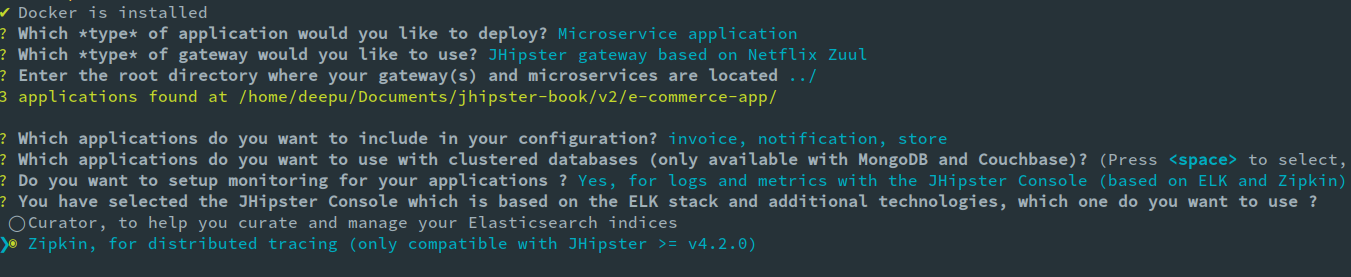 ✔ Docker is installed
? Which *type* of application would you like to deploy? Microservice application
? Which *type* of gateway would you like to use? JHipster gateway based on Netflix Zuul
? Enter the root directory where your gateway(s) and microservices are located ../
3 applications found at /home/deepu/Documents/jhipster-book/v2/e-commerce-app/
? Which applications do you want to include in your configuration? invoice, notification, store
? Which applications do you want to use with clustered databases (only available with MongoDB and Couchbase)? (Press <space> to select,
? Do you want to setup monitoring for your applications ? Yes, for logs and metrics with the JHipster Console (based on ELK and Zipkin)
? You have selected the JHipster Console which is based on the ELK stack and additional technologies, which one do you want to use ?
◯Curator, to help you curate and manage your Elasticsearch indices
❯◉ Zipkin, for distributed tracing (only compatible with JHipster >= v4.2.0)